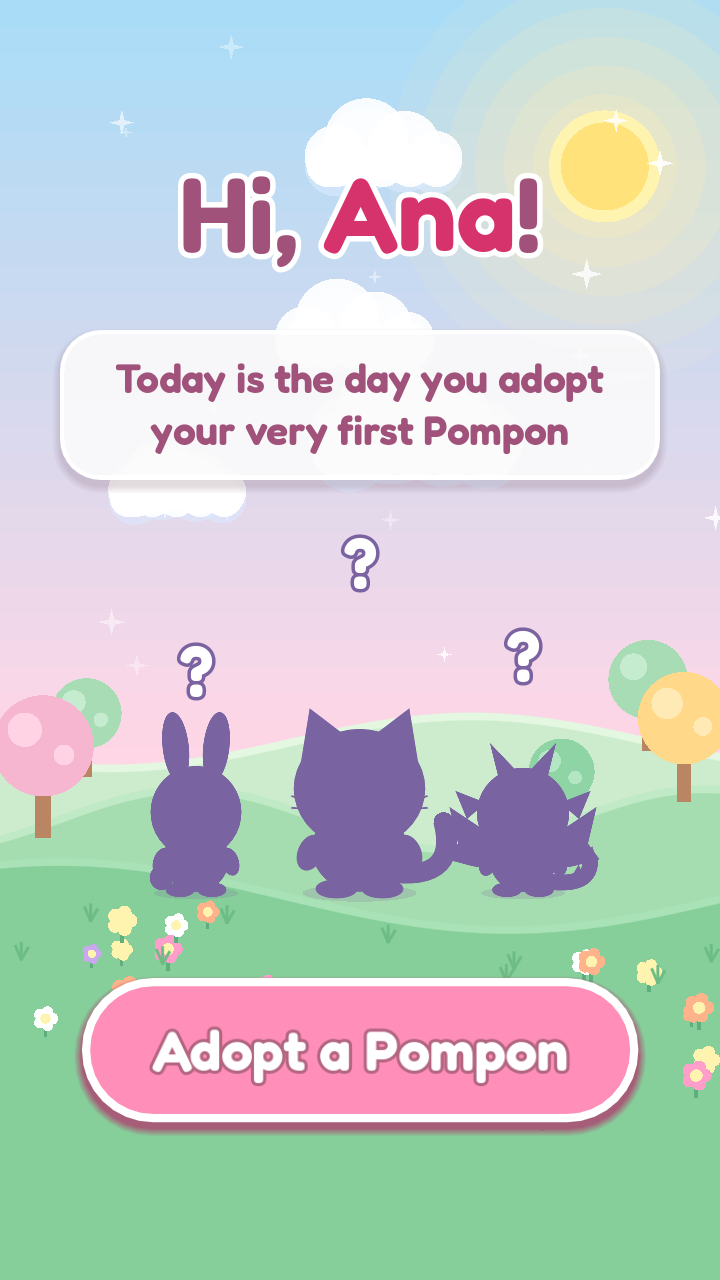 Hi, Ana!
Today is the day you adopt
your very first Pompon
?
?
?
Adopt a Pompon